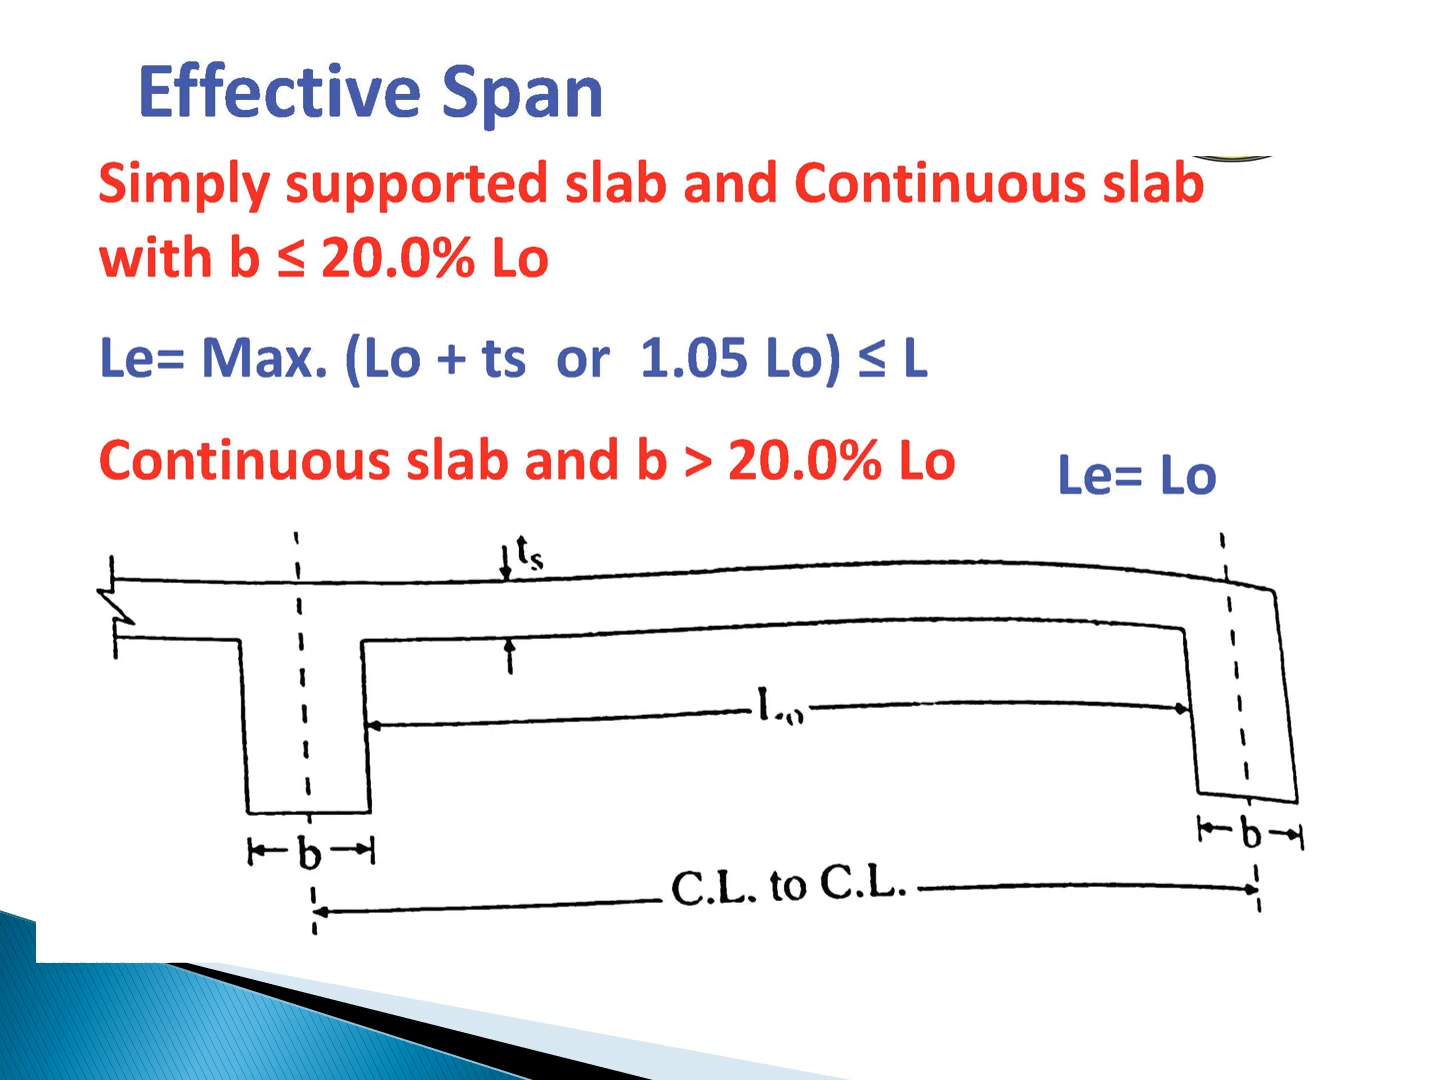 Effective Span
Simply supported slab and Continuous slab
with b ≤ 20.0% Lo
Le= Max. (Lo + ts or 1.05 Lo) ≤ L
Continuous slab and b > 20.0% Lo
Le= Lo
ts
Lo
b
b
C.L. to C.L.